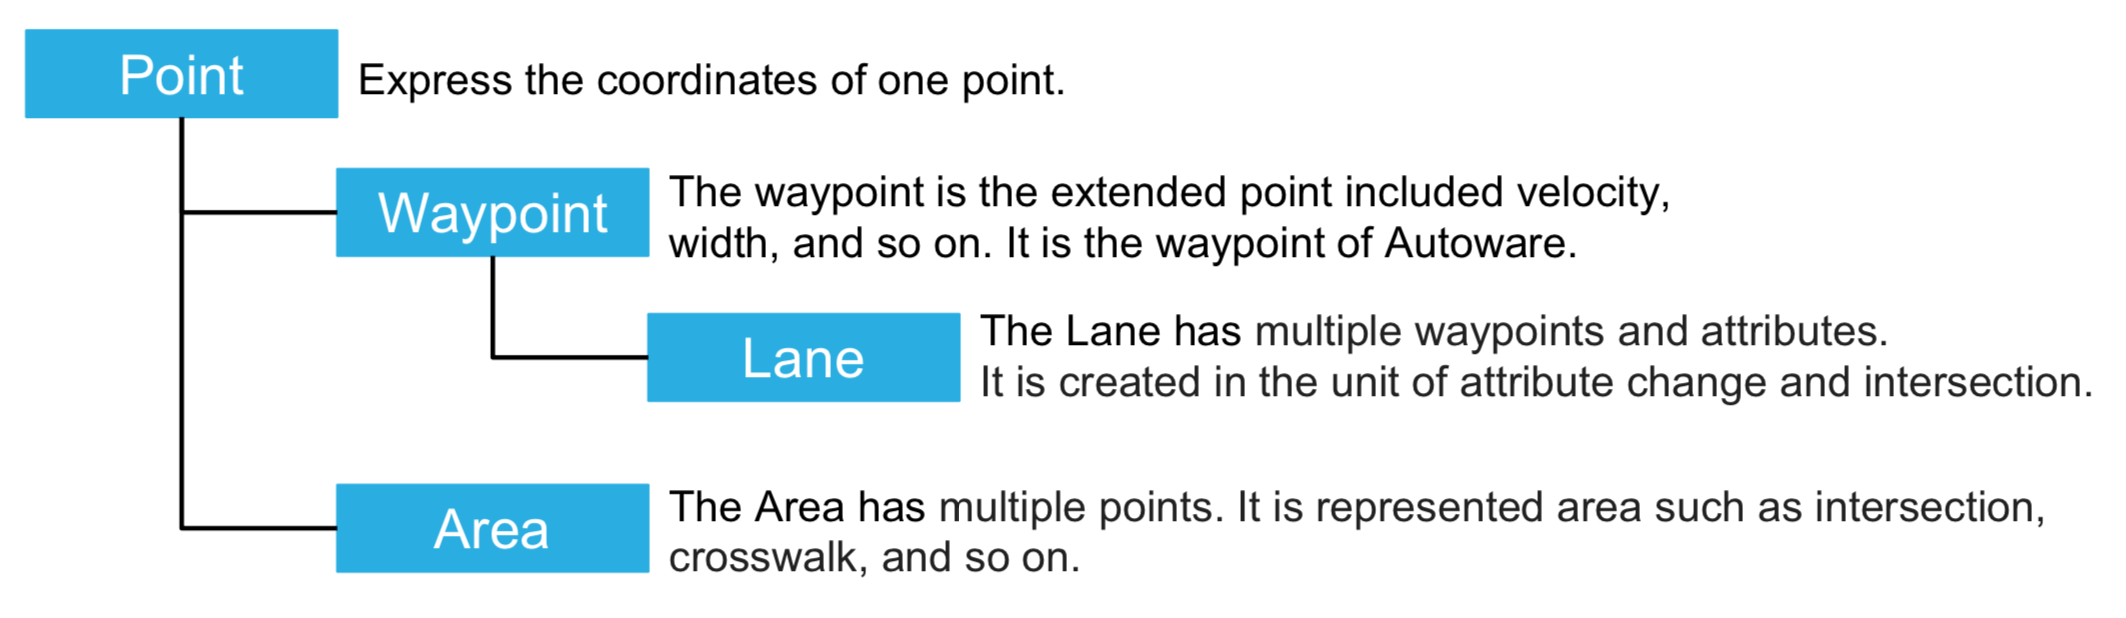 Point
Express the coordinates of one point.
Waypoint
The waypoint is the extended point included velocity,
width, and so on. It is the waypoint of Autoware.
Lane
The Lane has multiple waypoints and attributes.
It is created in the unit of attribute change and intersection.
Area
The Area has multiple points. It is represented area such as intersection,
crosswalk, and so on.